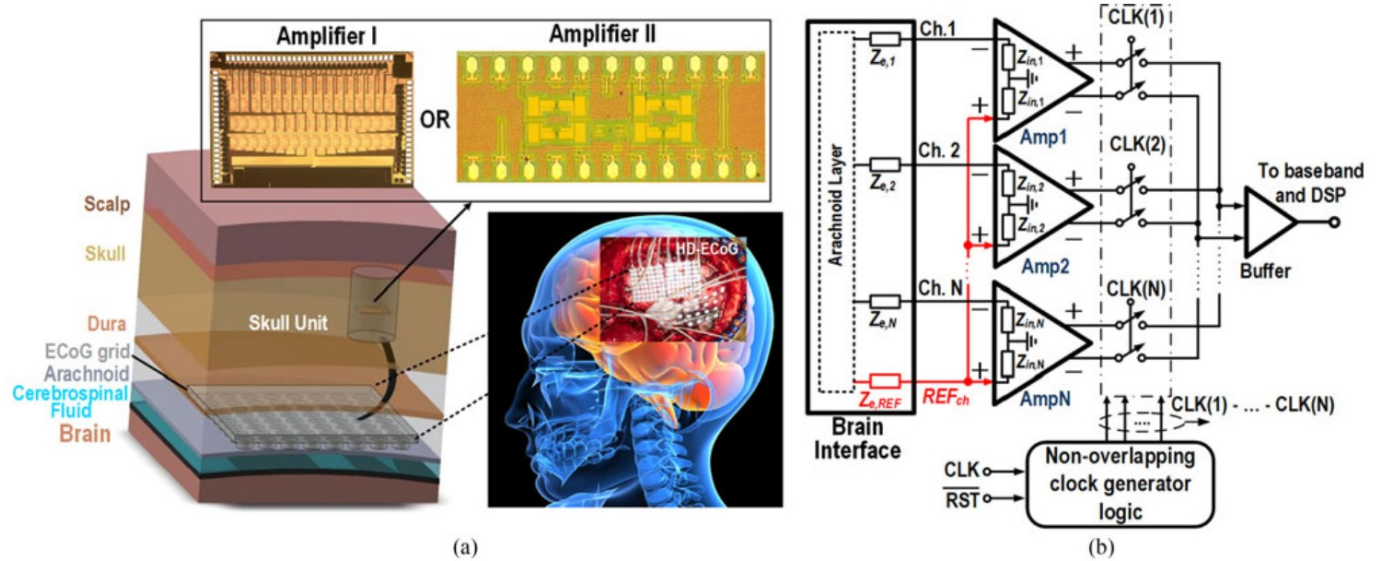 Amplifier I
Amplifier II
OR
Scalp
Skull
Skull Unit
Dura
ECoG grid
Arachnoid
Cerebrospinal
Fluid
Brain
HD-ECoG
(a)
Arachnoid Layer
Brain
Interface
Ze,1
Ch.1
Zin,1
Zin,1
Amp1
CLK(1)
Ze,2
Ch. 2
Zin,2
Zin,2
Amp2
CLK(2)
Ze,N
Ch. N
Zin,N
Zin,N
AmpN
CLK(N)
Ze,REF
REFch
− + + −
− + + −
− + + −
To baseband
and DSP
Buffer
CLK(1) - ... - CLK(N)
CLK
RST
Non-overlapping
clock generator
logic
(b)